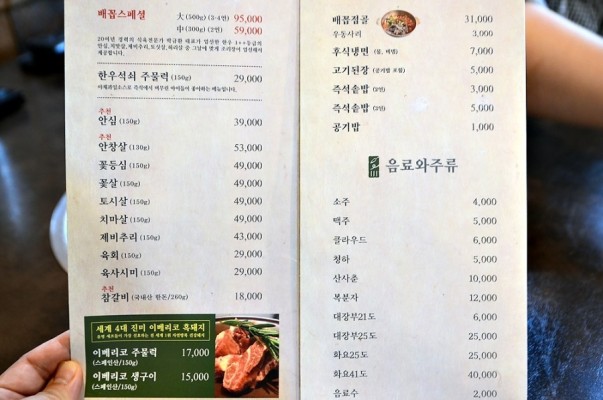 배꼽스페셜 大 (500g) (3-4인) 95,000
中 (300g) (2인) 59,000
한우석쇠 주물럭 (150g) 29,000
추천
안심 (150g) 39,000
추천
안창살 (130g) 53,000
꽃등심 (150g) 49,000
꽃살 (150g) 49,000
토시살 (150g) 49,000
치마살 (150g) 49,000
제비추리 (150g) 43,000
육회 (150g) 29,000
육사시미 (150g) 29,000
추천
참갈비 (국내산 한돈/260g) 18,000
세계 4대 진미 이베리코 흑돼지
이베리코 주물럭 17,000
(스페인산/150g)
이베리코 생구이 15,000
(스페인산/150g)
배꼽점골 31,000
우동사리 3,000
후식냉면 (물, 비빔) 7,000
고기된장 (공기밥 포함) 5,000
즉석솥밥 3,000
즉석솥밥 5,000
공기밥 1,000
음료와주류
소주 4,000
맥주 5,000
클라우드 6,000
청하 5,000
산사춘 10,000
복분자 12,000
대장부21도 6,000
대장부25도 25,000
화요25도 25,000
화요41도 40,000
음료수 2,000